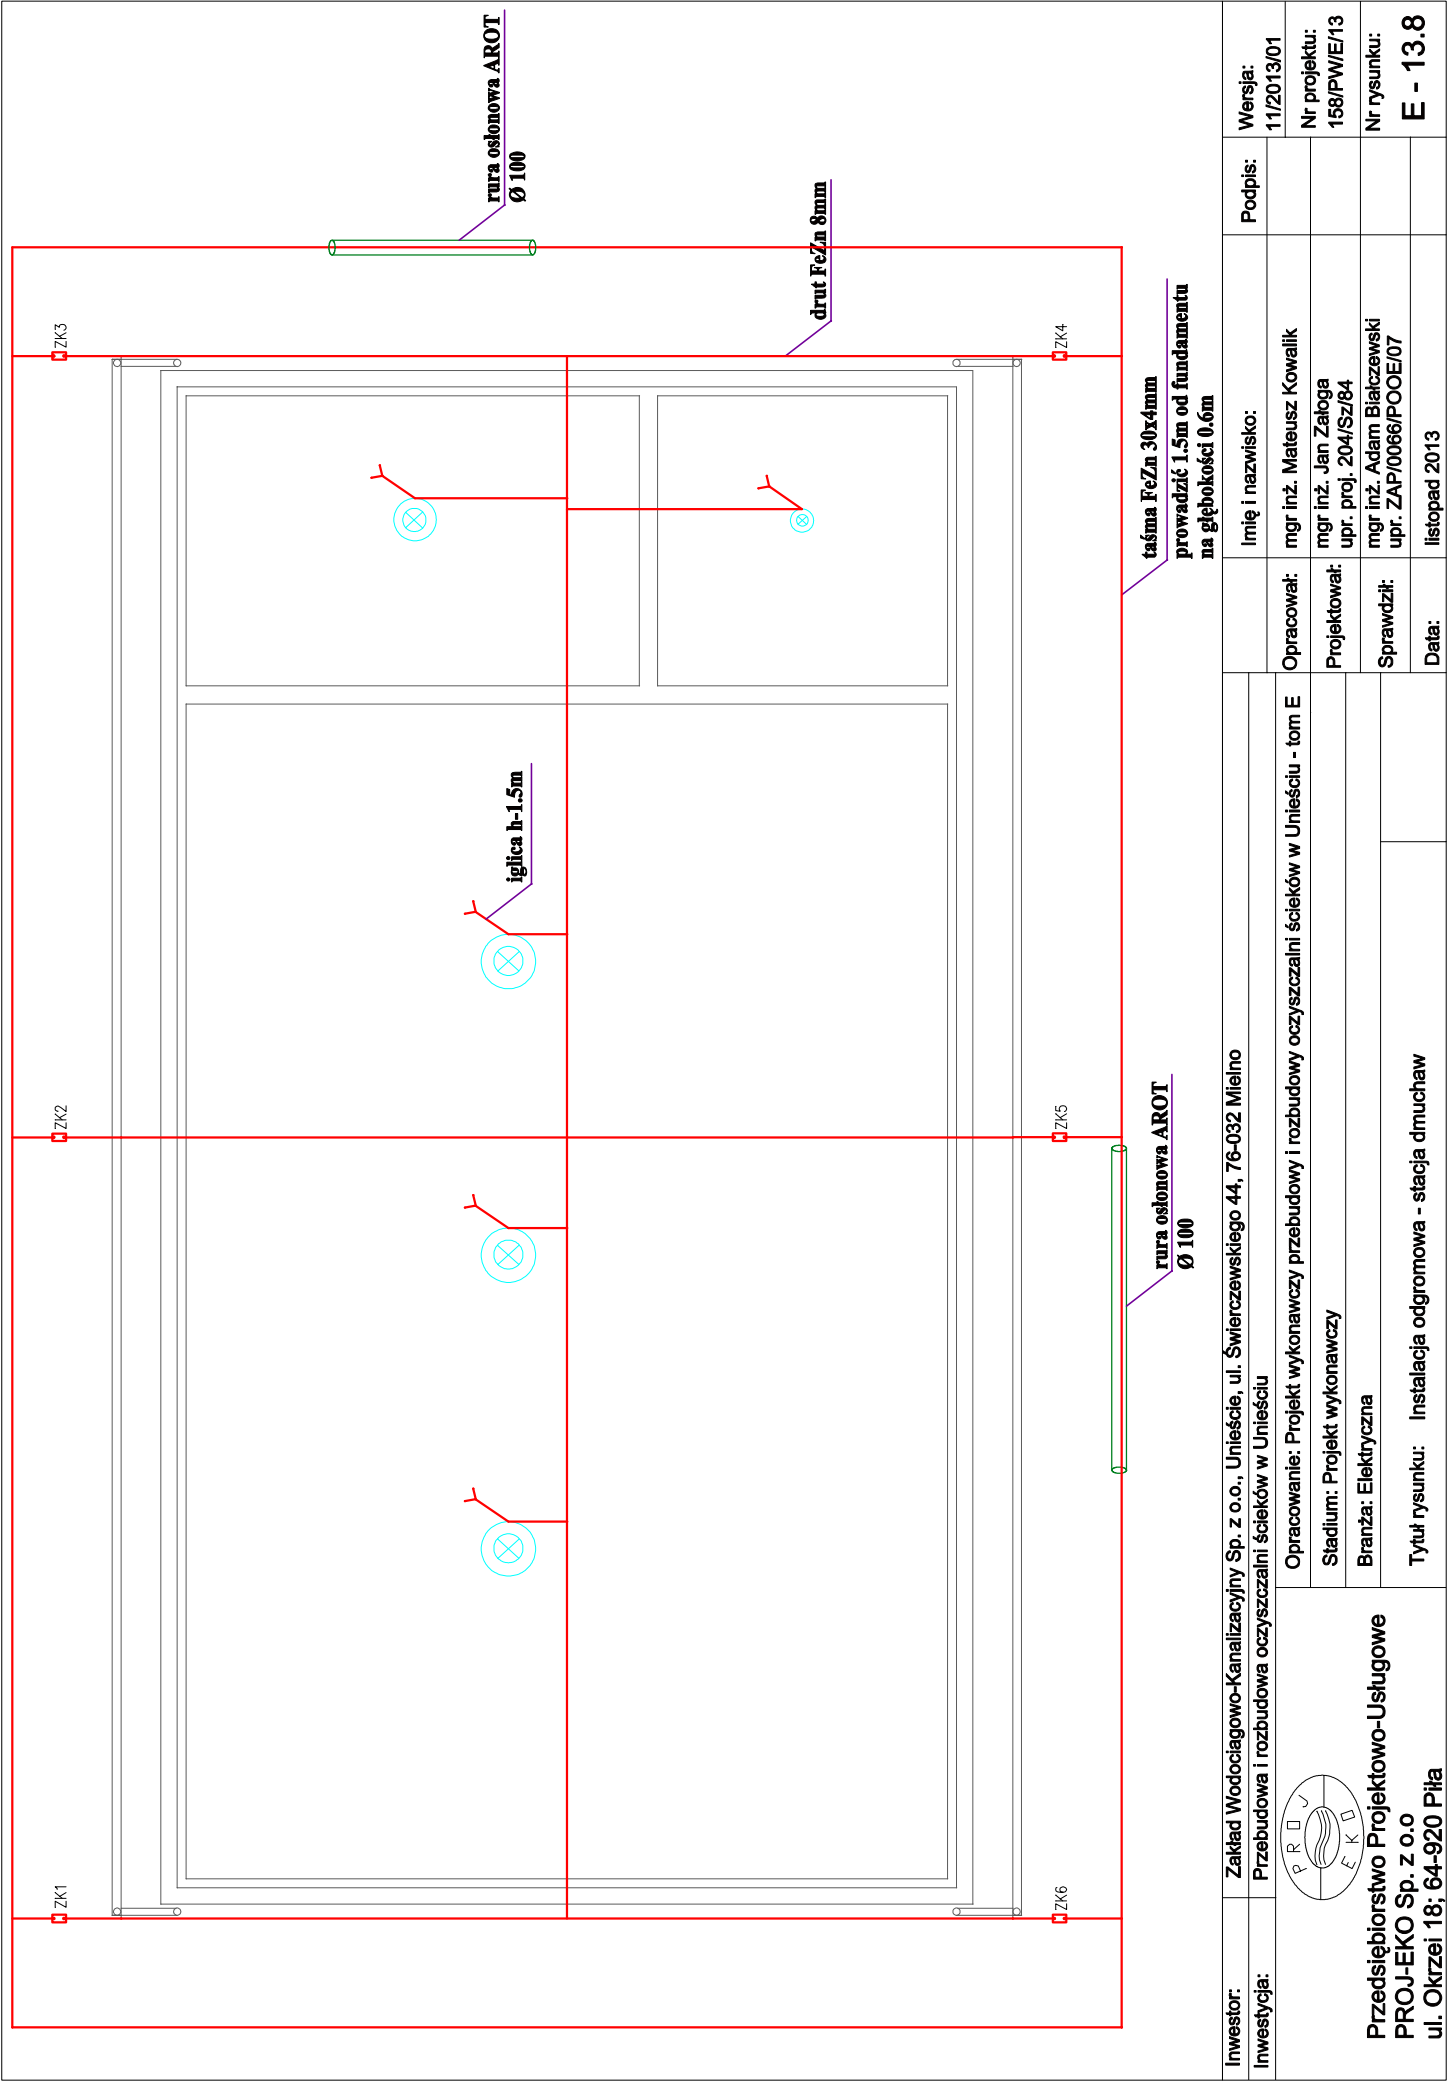 ZK1
ZK2
ZK3
rura osłonowa AROT
Ø 100
iglica h-1.5m
drut FeZn 8mm
ZK6
ZK5
ZK4
taśma FeZn 30x4mm
prowadzić 1.5m od fundamentu
na głębokości 0.6m
rura osłonowa AROT
Ø 100
Inwestor:
Zakład Wodociągowo-Kanalizacyjny Sp. z o.o., Unieście, ul. Świerczewskiego 44, 76-032 Mielno
Inwestycja:
Przebudowa i rozbudowa oczyszczalni ścieków w Unieściu
PROJ
EKO
Przedsiębiorstwo Projektowo-Usługowe
PROJ-EKO Sp. z o.o
ul. Okrzei 18; 64-920 Piła
Opracowanie: Projekt wykonawczy przebudowy i rozbudowy oczyszczalni ścieków w Unieściu - tom E
Stadium: Projekt wykonawczy
Branża: Elektryczna
Tytuł rysunku: Instalacja odgromowa - stacja dmuchaw
Imię i nazwisko:
Podpis:
Opracował:
mgr inż. Mateusz Kowalik
Projektował:
mgr inż. Jan Załoga
upr. proj. 204/Sz/84
Sprawdził:
mgr inż. Adam Białczewski
upr. ZAP/0066/POOE/07
Data:
listopad 2013
Wersja:
11/2013/01
Nr projektu:
158/PW/E/13
Nr rysunku:
E - 13.8